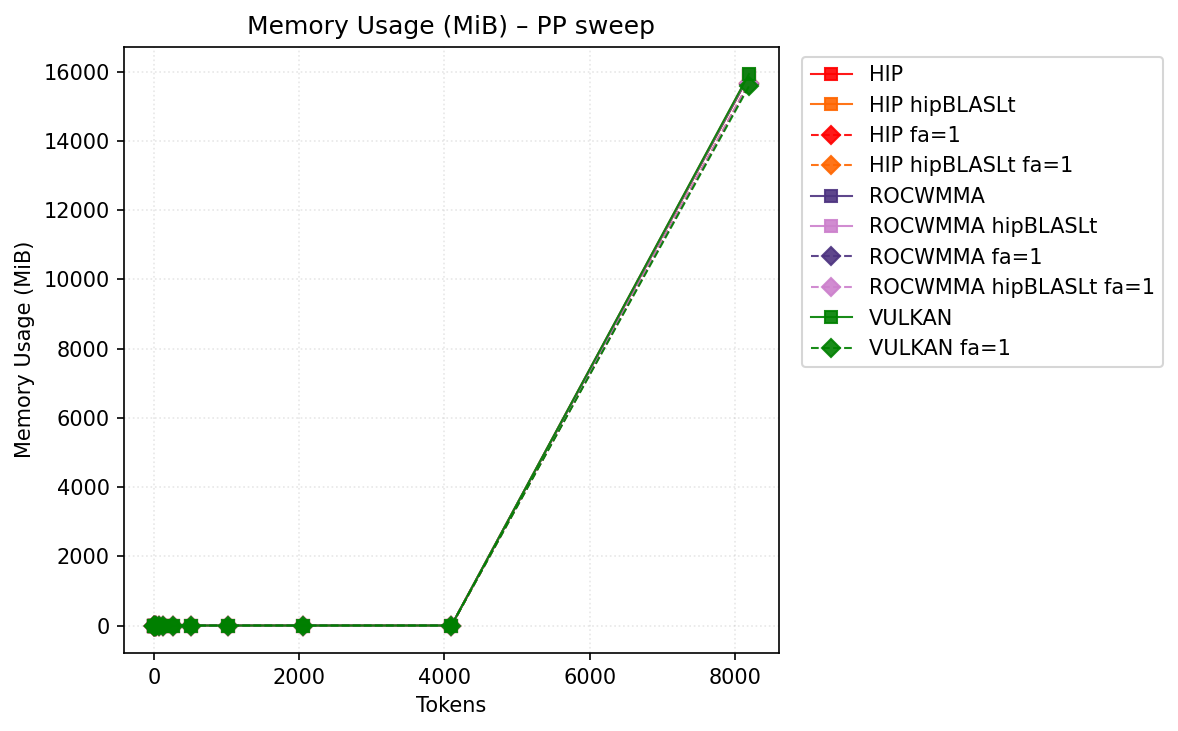 Memory Usage (MiB) – PP sweep
16000
14000
12000
10000
8000
6000
4000
2000
0
Memory Usage (MiB)
0 2000 4000 6000 8000
Tokens
HIP
HIP hipBLASLt
HIP fa=1
HIP hipBLASLt fa=1
ROCWMMA
ROCWMMA hipBLASLt
ROCWMMA fa=1
ROCWMMA hipBLASLt fa=1
VULKAN
VULKAN fa=1